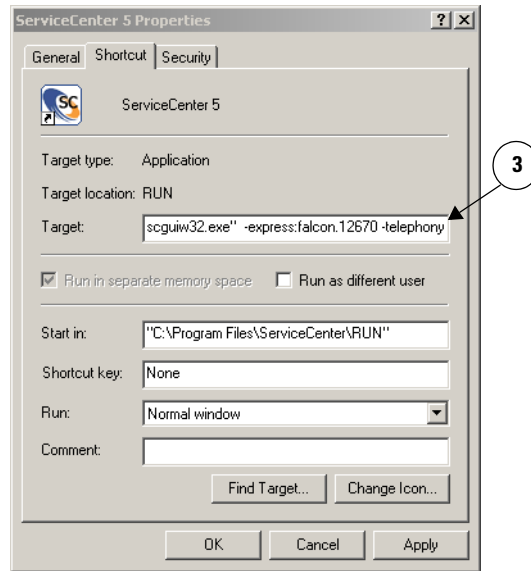 ServiceCenter 5 Properties
General Shortcut Security
SC
ServiceCenter 5
Target type: Application
Target location: RUN
Target: scguiw32.exe" -express:falcon.12670 -telephony
3
Run in separate memory space Run as different user
Start in: "C:\Program Files\ServiceCenter\RUN"
Shortcut key: None
Run: Normal window
Comment:
Find Target... Change Icon...
OK Cancel Apply